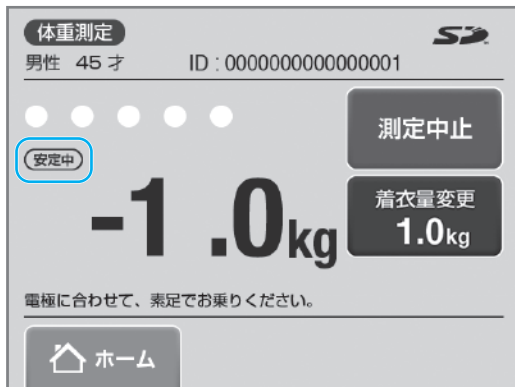 体重測定
SD
男性 45才 ID : 0000000000000001
測定中止
安定中
-1.0kg
着衣量変更
1.0kg
電極に合わせて、素足でお乗りください。
ホーム